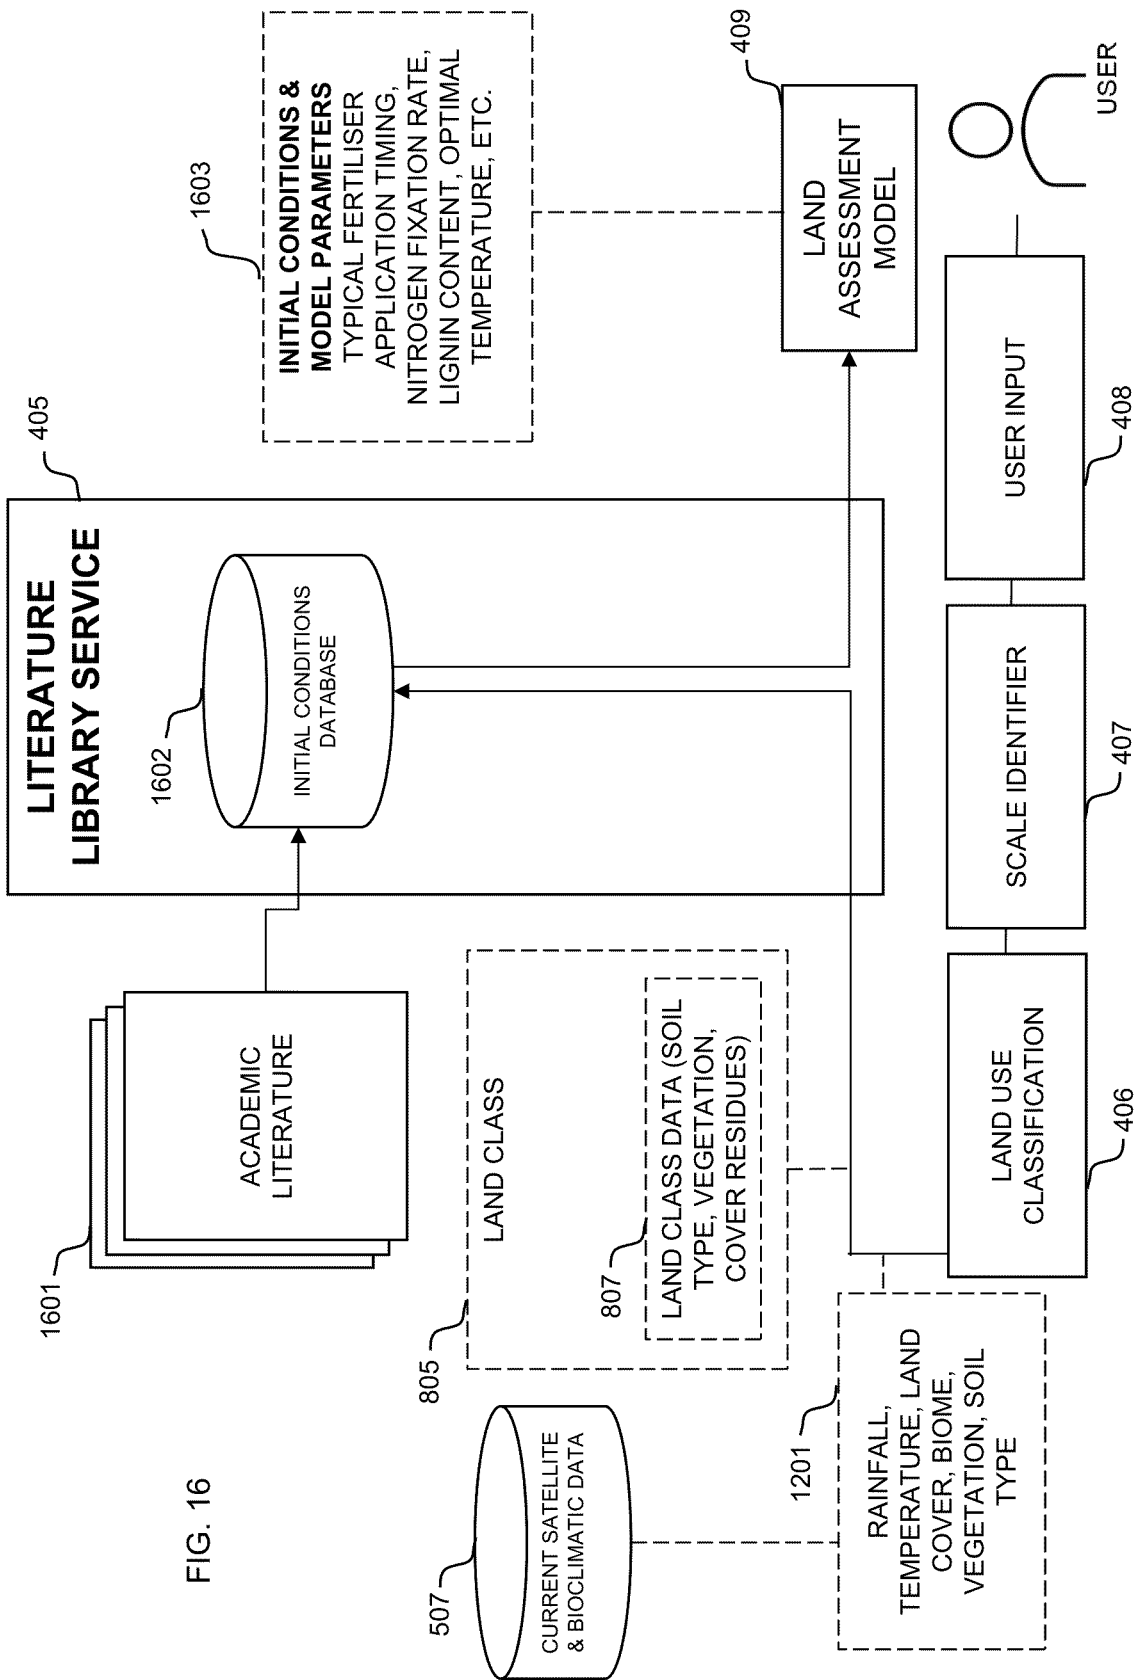 FIG. 16
LITERATURE
LIBRARY SERVICE
405
1601
ACADEMIC
LITERATURE
1602
INITIAL CONDITIONS
DATABASE
1603
INITIAL CONDITIONS &
MODEL PARAMETERS
TYPICAL FERTILISER
APPLICATION TIMING,
NITROGEN FIXATION RATE,
LIGNIN CONTENT, OPTIMAL
TEMPERATURE, ETC.
507
CURRENT SATELLITE
& BIOCLIMATIC DATA
805
LAND CLASS
807
LAND CLASS DATA (SOIL
TYPE, VEGETATION,
COVER RESIDUES)
409
LAND
ASSESSMENT
MODEL
1201
RAINFALL,
TEMPERATURE, LAND
COVER, BIOME,
VEGETATION, SOIL
TYPE
LAND USE
CLASSIFICATION
406
SCALE IDENTIFIER
407
USER INPUT
408
USER